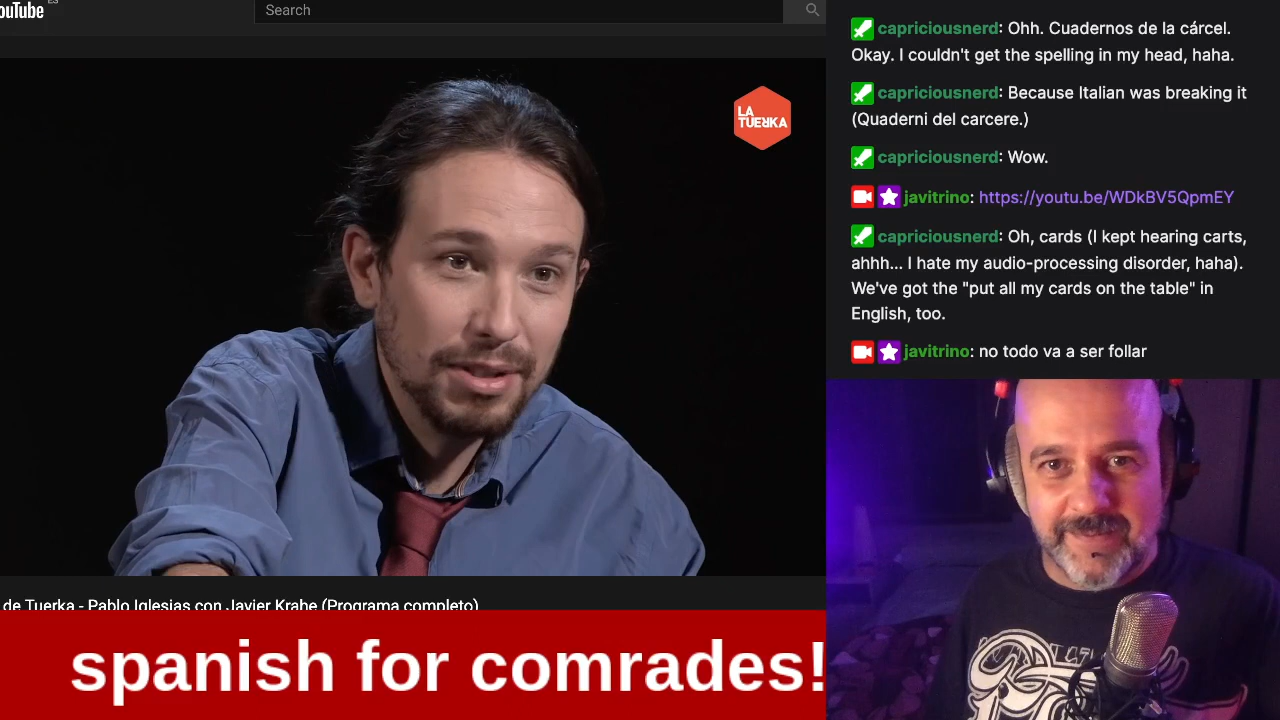 ouTube
ES
Search
LA
TUERKA
de Tuerka - Pablo Iglesias con Javier Krahe (Programa completo)
spanish for comrades!
capriciousnerd: Ohh. Cuadernos de la cárcel.
Okay. I couldn't get the spelling in my head, haha.
capriciousnerd: Because Italian was breaking it
(Quaderni del carcere.)
capriciousnerd: Wow.
javitrino: https://youtu.be/WDkBV5QpmEY
capriciousnerd: Oh, cards (I kept hearing carts,
ahhh... I hate my audio-processing disorder, haha).
We've got the "put all my cards on the table" in
English, too.
javitrino: no todo va a ser follar